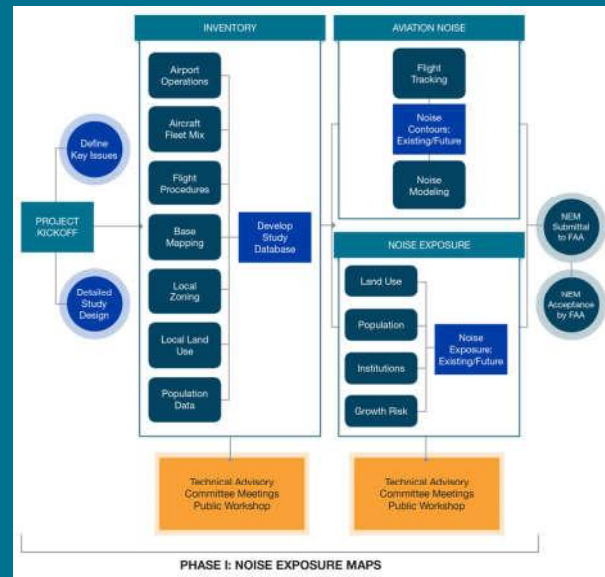 INVENTORY
AVIATION NOISE
Airport
Operations
Aircraft
Fleet Mix
Flight
Procedures
Base
Mapping
Local
Zoning
Local Land
Use
Population
Data
Develop
Study
Database
Define
Key Issues
PROJECT
KICKOFF
Detailed
Study
Design
Flight
Tracking
Noise
Contours:
Existing/Future
Noise
Modeling
NOISE EXPOSURE
Land Use
Population
Institutions
Growth Risk
Noise
Exposure:
Existing/Future
NEM
Submittal
to FAA
NEM
Acceptance
by FAA
Technical Advisory
Committee Meetings
Public Workshop
Technical Advisory
Committee Meetings
Public Workshop
PHASE I: NOISE EXPOSURE MAPS